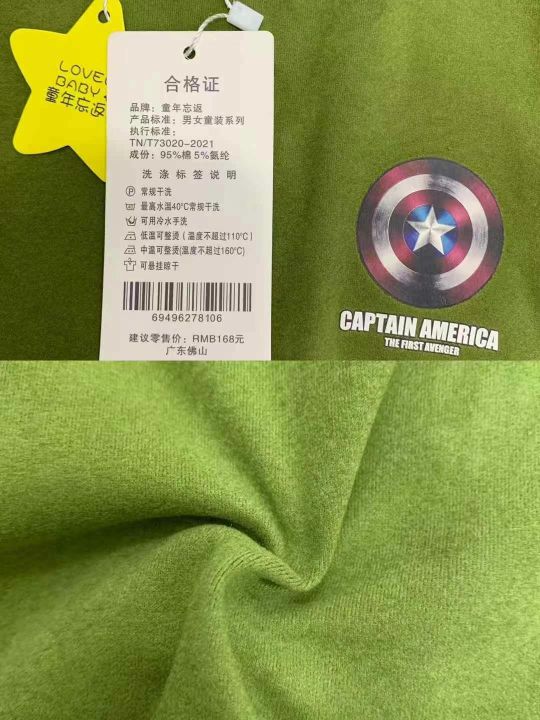 LOVE
BABY
童年忘返
合格证
品牌：童年忘返
产品标准：男女童装系列
执行标准：
TN/T73020-2021
成份：95%棉 5%氨纶
洗涤标签说明
常规干洗
最高水温40℃常规干洗
可用冷水手洗
低温可整烫（温度不超过110℃）
中温可整烫(温度不超过160℃)
可悬挂晾干
69496278106
建议零售价：RMB168元
广东佛山
CAPTAIN AMERICA
THE FIRST AVENGER